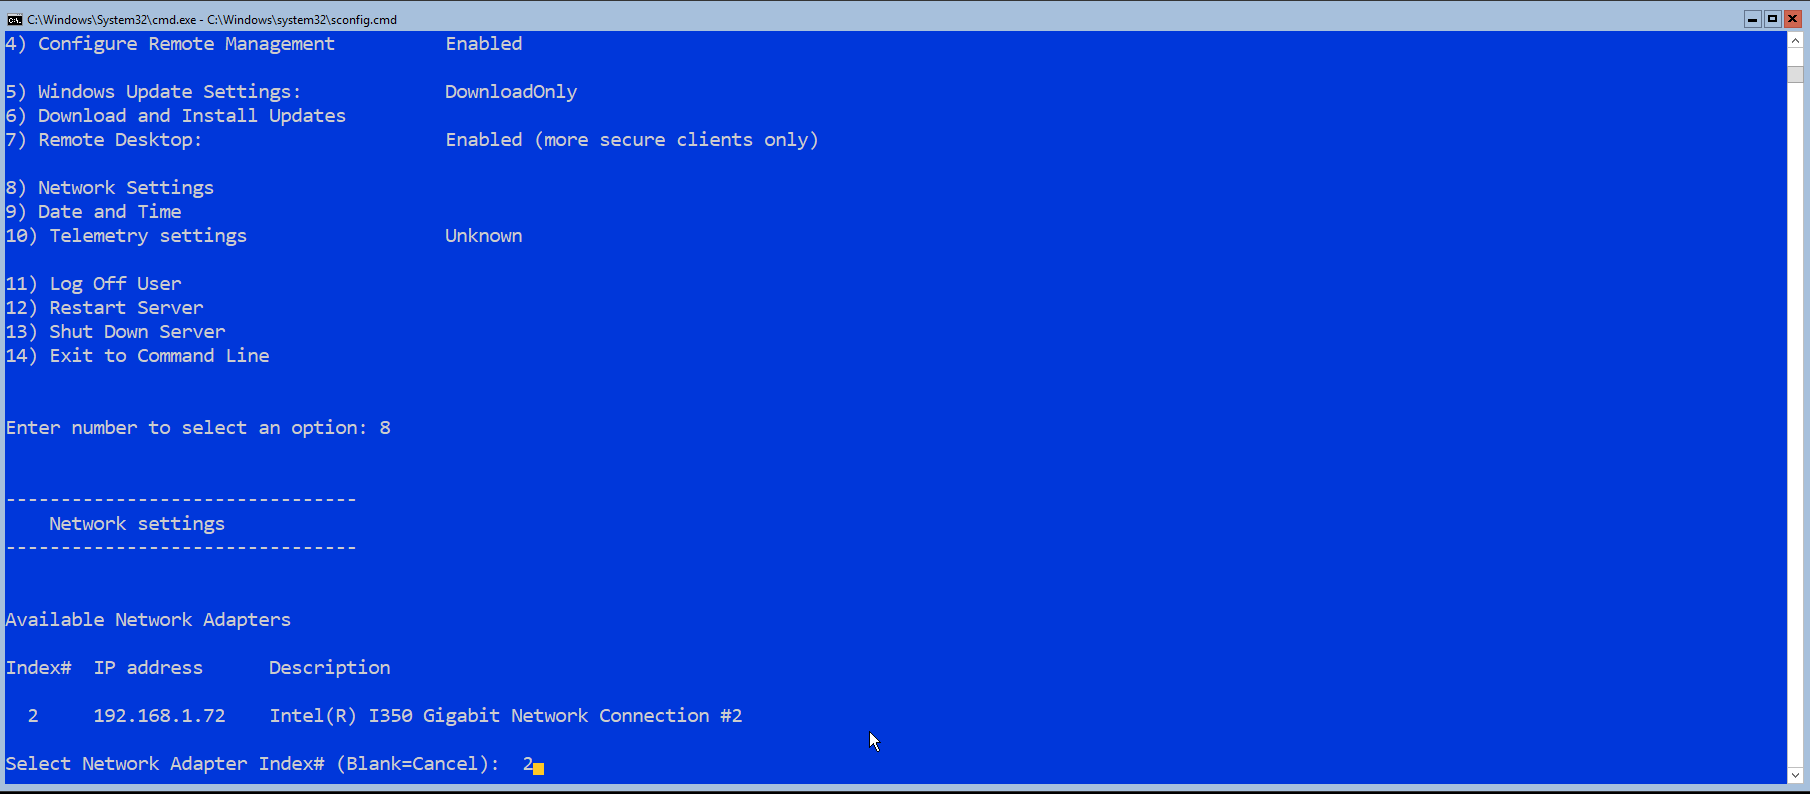 C:\Windows\System32\cmd.exe - C:\Windows\system32\sconfig.cmd
4) Configure Remote Management          Enabled
5) Windows Update Settings:             DownloadOnly
6) Download and Install Updates
7) Remote Desktop:                      Enabled (more secure clients only)
8) Network Settings
9) Date and Time
10) Telemetry settings                  Unknown
11) Log Off User
12) Restart Server
13) Shut Down Server
14) Exit to Command Line
Enter number to select an option: 8
--------------------------------
    Network settings
--------------------------------
Available Network Adapters
Index#  IP address      Description
  2     192.168.1.72    Intel(R) I350 Gigabit Network Connection #2
Select Network Adapter Index# (Blank=Cancel):  2